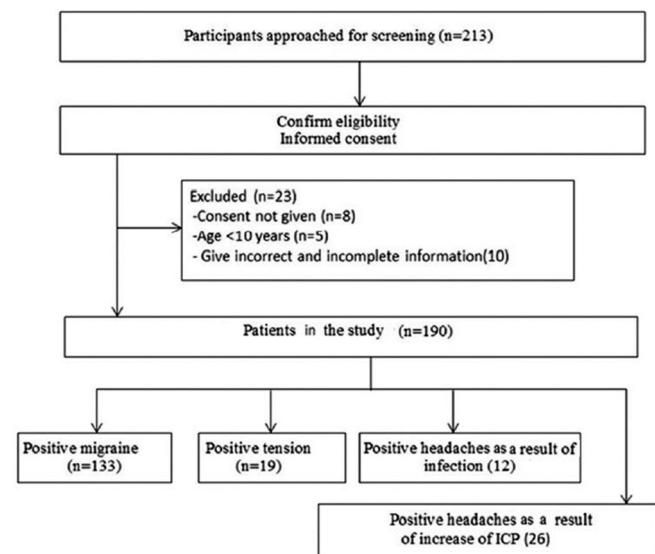 Participants approached for screening (n=213)
Confirm eligibility
Informed consent
Excluded (n=23)
-Consent not given (n=8)
-Age <10 years (n=5)
- Give incorrect and incomplete information(10)
Patients in the study (n=190)
Positive migraine
(n=133)
Positive tension
(n=19)
Positive headaches as a result of
infection (12)
Positive headaches as a result
of increase of ICP (26)